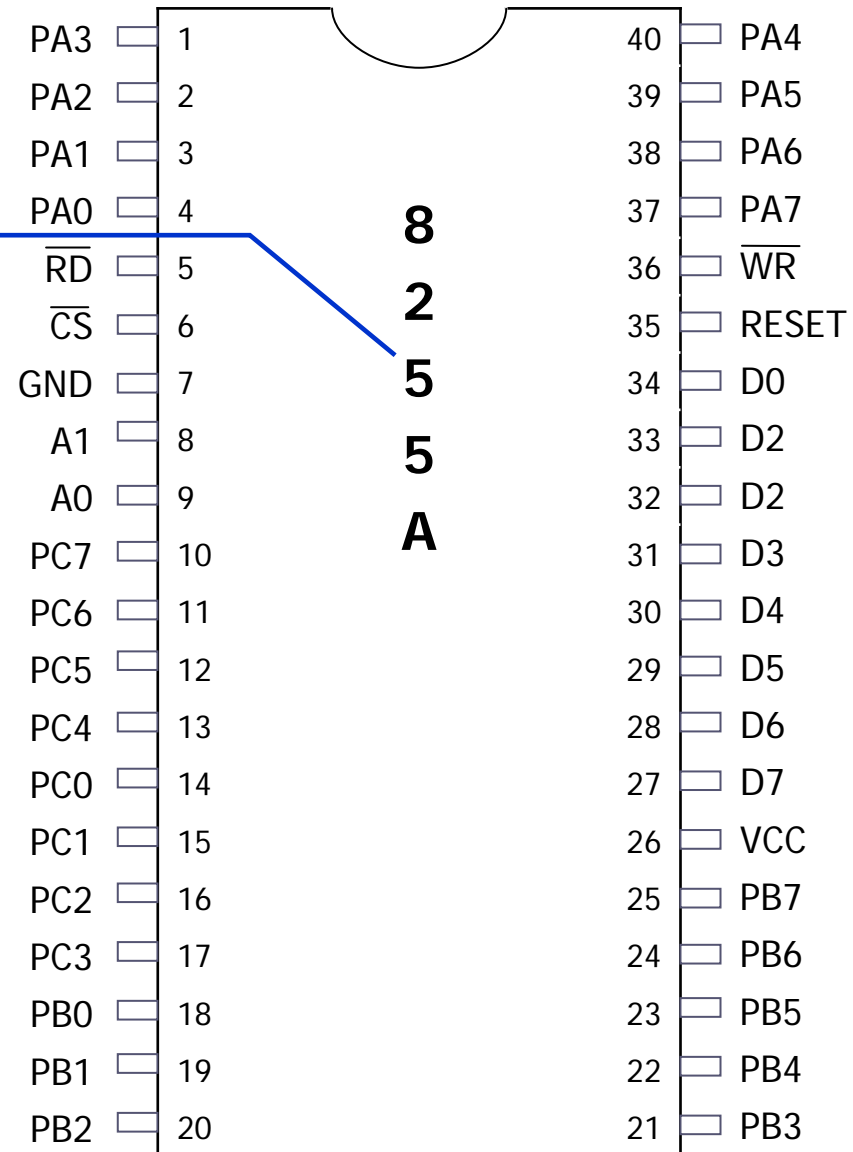 PA3 1 40 PA4
PA2 2 39 PA5
PA1 3 38 PA6
PA0 4 37 PA7
8
R̅D̅ 5 36 W̅R̅
2
C̅S̅ 6 35 RESET
GND 7 5 34 D0
A1 8 33 D2
5
A0 9 32 D2
A
PC7 10 31 D3
PC6 11 30 D4
PC5 12 29 D5
PC4 13 28 D6
PC0 14 27 D7
PC1 15 26 VCC
PC2 16 25 PB7
PC3 17 24 PB6
PB0 18 23 PB5
PB1 19 22 PB4
PB2 20 21 PB3